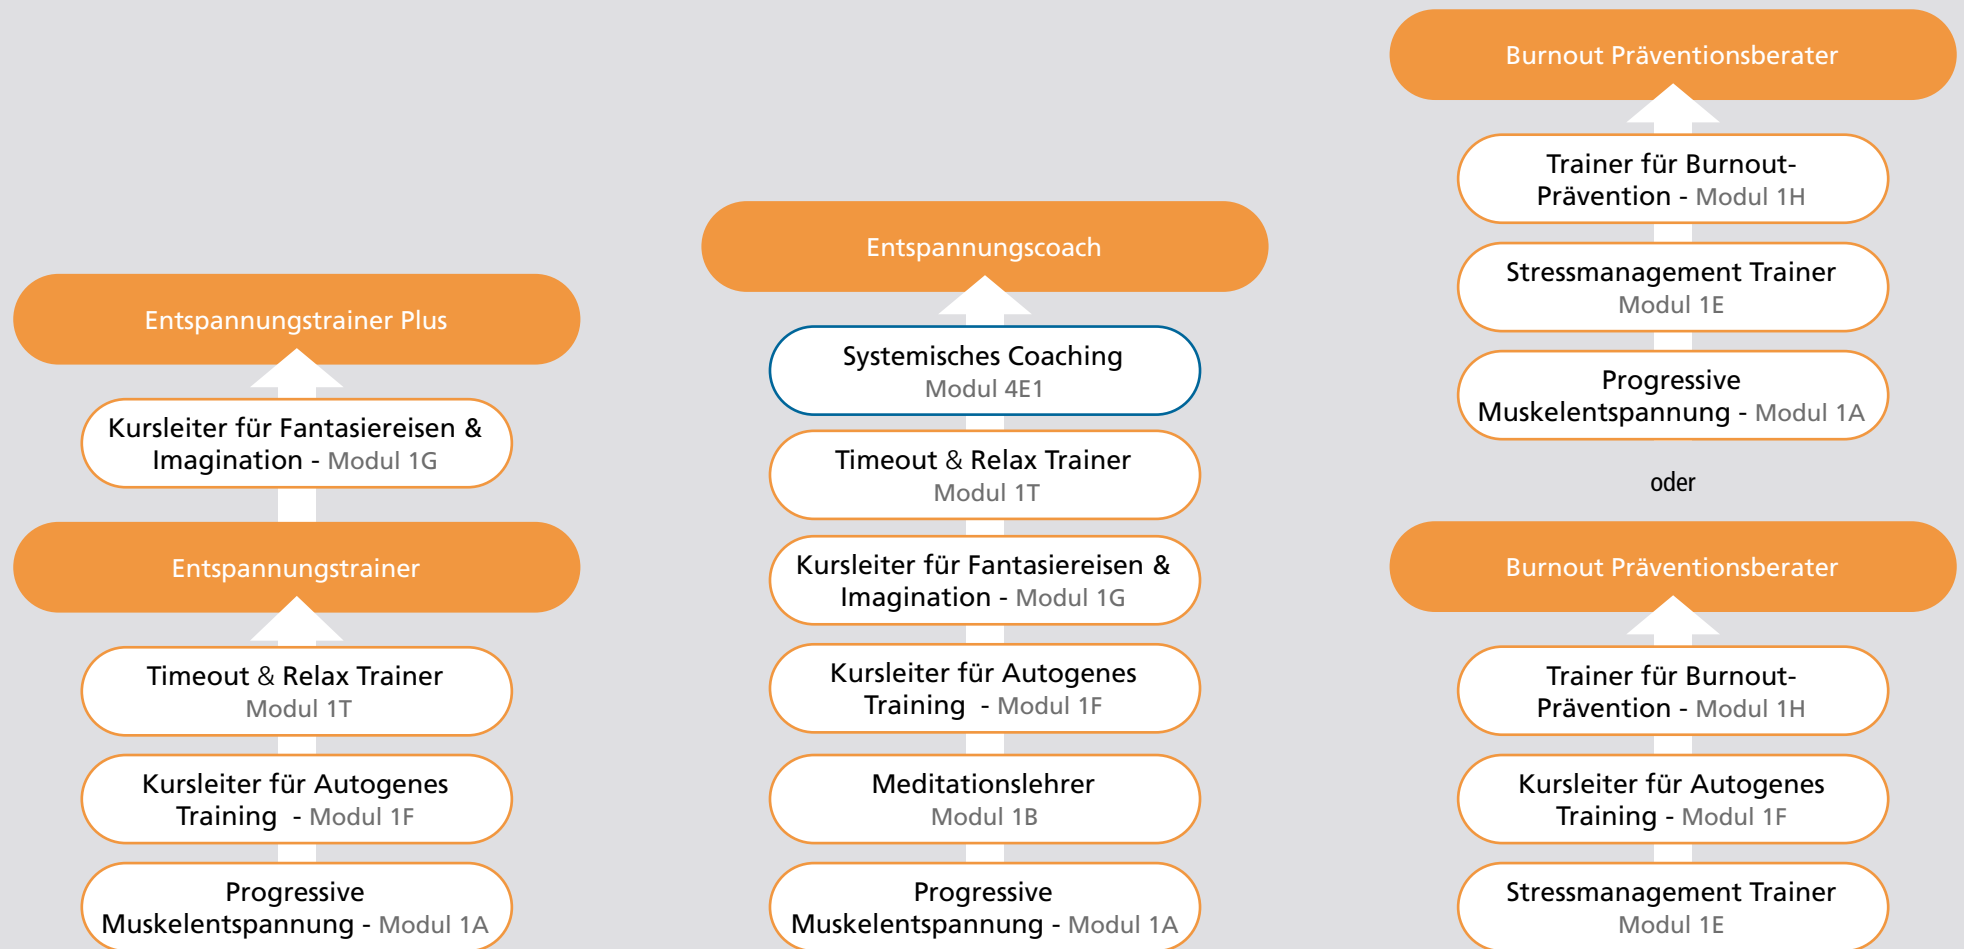 Entspannungstrainer Plus
Kursleiter für Fantasiereisen &
Imagination - Modul 1G
Entspannungstrainer
Timeout & Relax Trainer
Modul 1T
Kursleiter für Autogenes
Training - Modul 1F
Progressive
Muskelentspannung - Modul 1A
Entspannungscoach
Systemisches Coaching
Modul 4E1
Timeout & Relax Trainer
Modul 1T
Kursleiter für Fantasiereisen &
Imagination - Modul 1G
Kursleiter für Autogenes
Training - Modul 1F
Meditationslehrer
Modul 1B
Progressive
Muskelentspannung - Modul 1A
Burnout Präventionsberater
Trainer für Burnout-
Prävention - Modul 1H
Stressmanagement Trainer
Modul 1E
Progressive
Muskelentspannung - Modul 1A
oder
Burnout Präventionsberater
Trainer für Burnout-
Prävention - Modul 1H
Kursleiter für Autogenes
Training - Modul 1F
Stressmanagement Trainer
Modul 1E